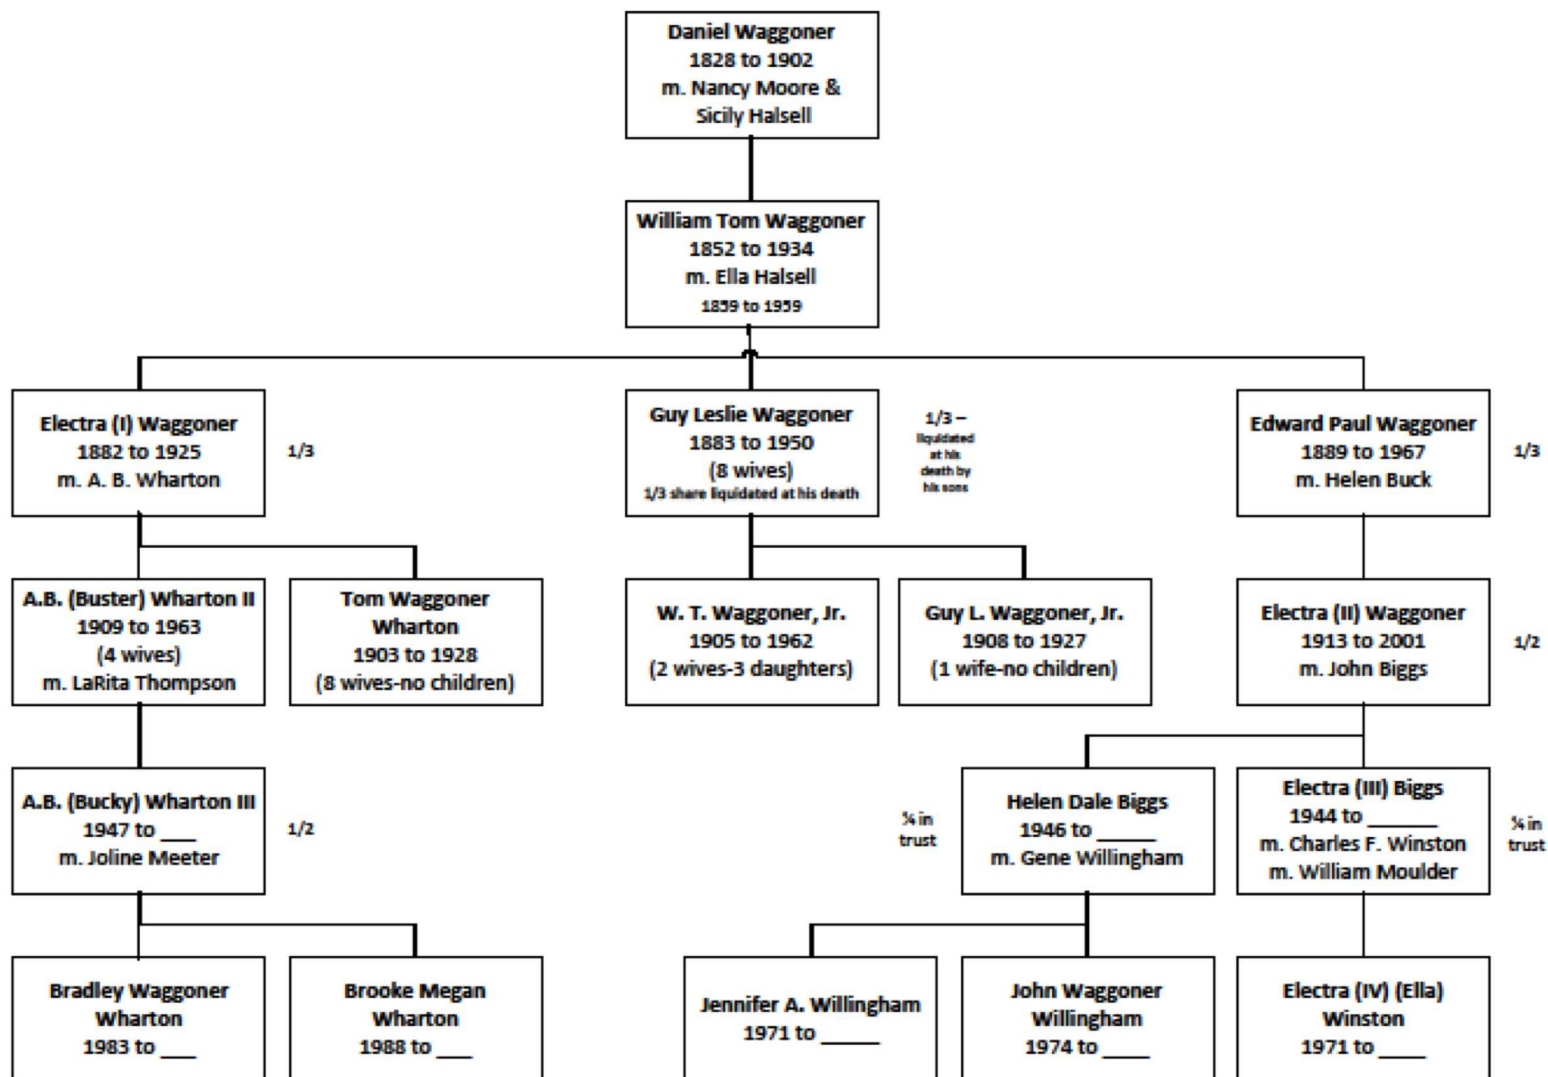 Daniel Waggoner
1828 to 1902
m. Nancy Moore &
Sicily Halsell
William Tom Waggoner
1852 to 1934
m. Ella Halsell
1859 to 1959
Electra (I) Waggoner
1882 to 1925
m. A. B. Wharton
1/3
Guy Leslie Waggoner
1883 to 1950
(8 wives)
1/3 share liquidated at his death
1/3 –
liquidated
at his
death by
his sons
Edward Paul Waggoner
1889 to 1967
m. Helen Buck
1/3
A.B. (Buster) Wharton II
1909 to 1963
(4 wives)
m. LaRita Thompson
Tom Waggoner
Wharton
1903 to 1928
(8 wives-no children)
W. T. Waggoner, Jr.
1905 to 1962
(2 wives-3 daughters)
Guy L. Waggoner, Jr.
1908 to 1927
(1 wife-no children)
Electra (II) Waggoner
1913 to 2001
m. John Biggs
1/2
A.B. (Bucky) Wharton III
1947 to ___
m. Joline Meeter
1/2
¼ in
trust
Helen Dale Biggs
1946 to _____
m. Gene Willingham
Electra (III) Biggs
1944 to ______
m. Charles F. Winston
m. William Moulder
¼ in
trust
Bradley Waggoner
Wharton
1983 to ___
Brooke Megan
Wharton
1988 to ___
Jennifer A. Willingham
1971 to _____
John Waggoner
Willingham
1974 to ____
Electra (IV) (Ella)
Winston
1971 to ____